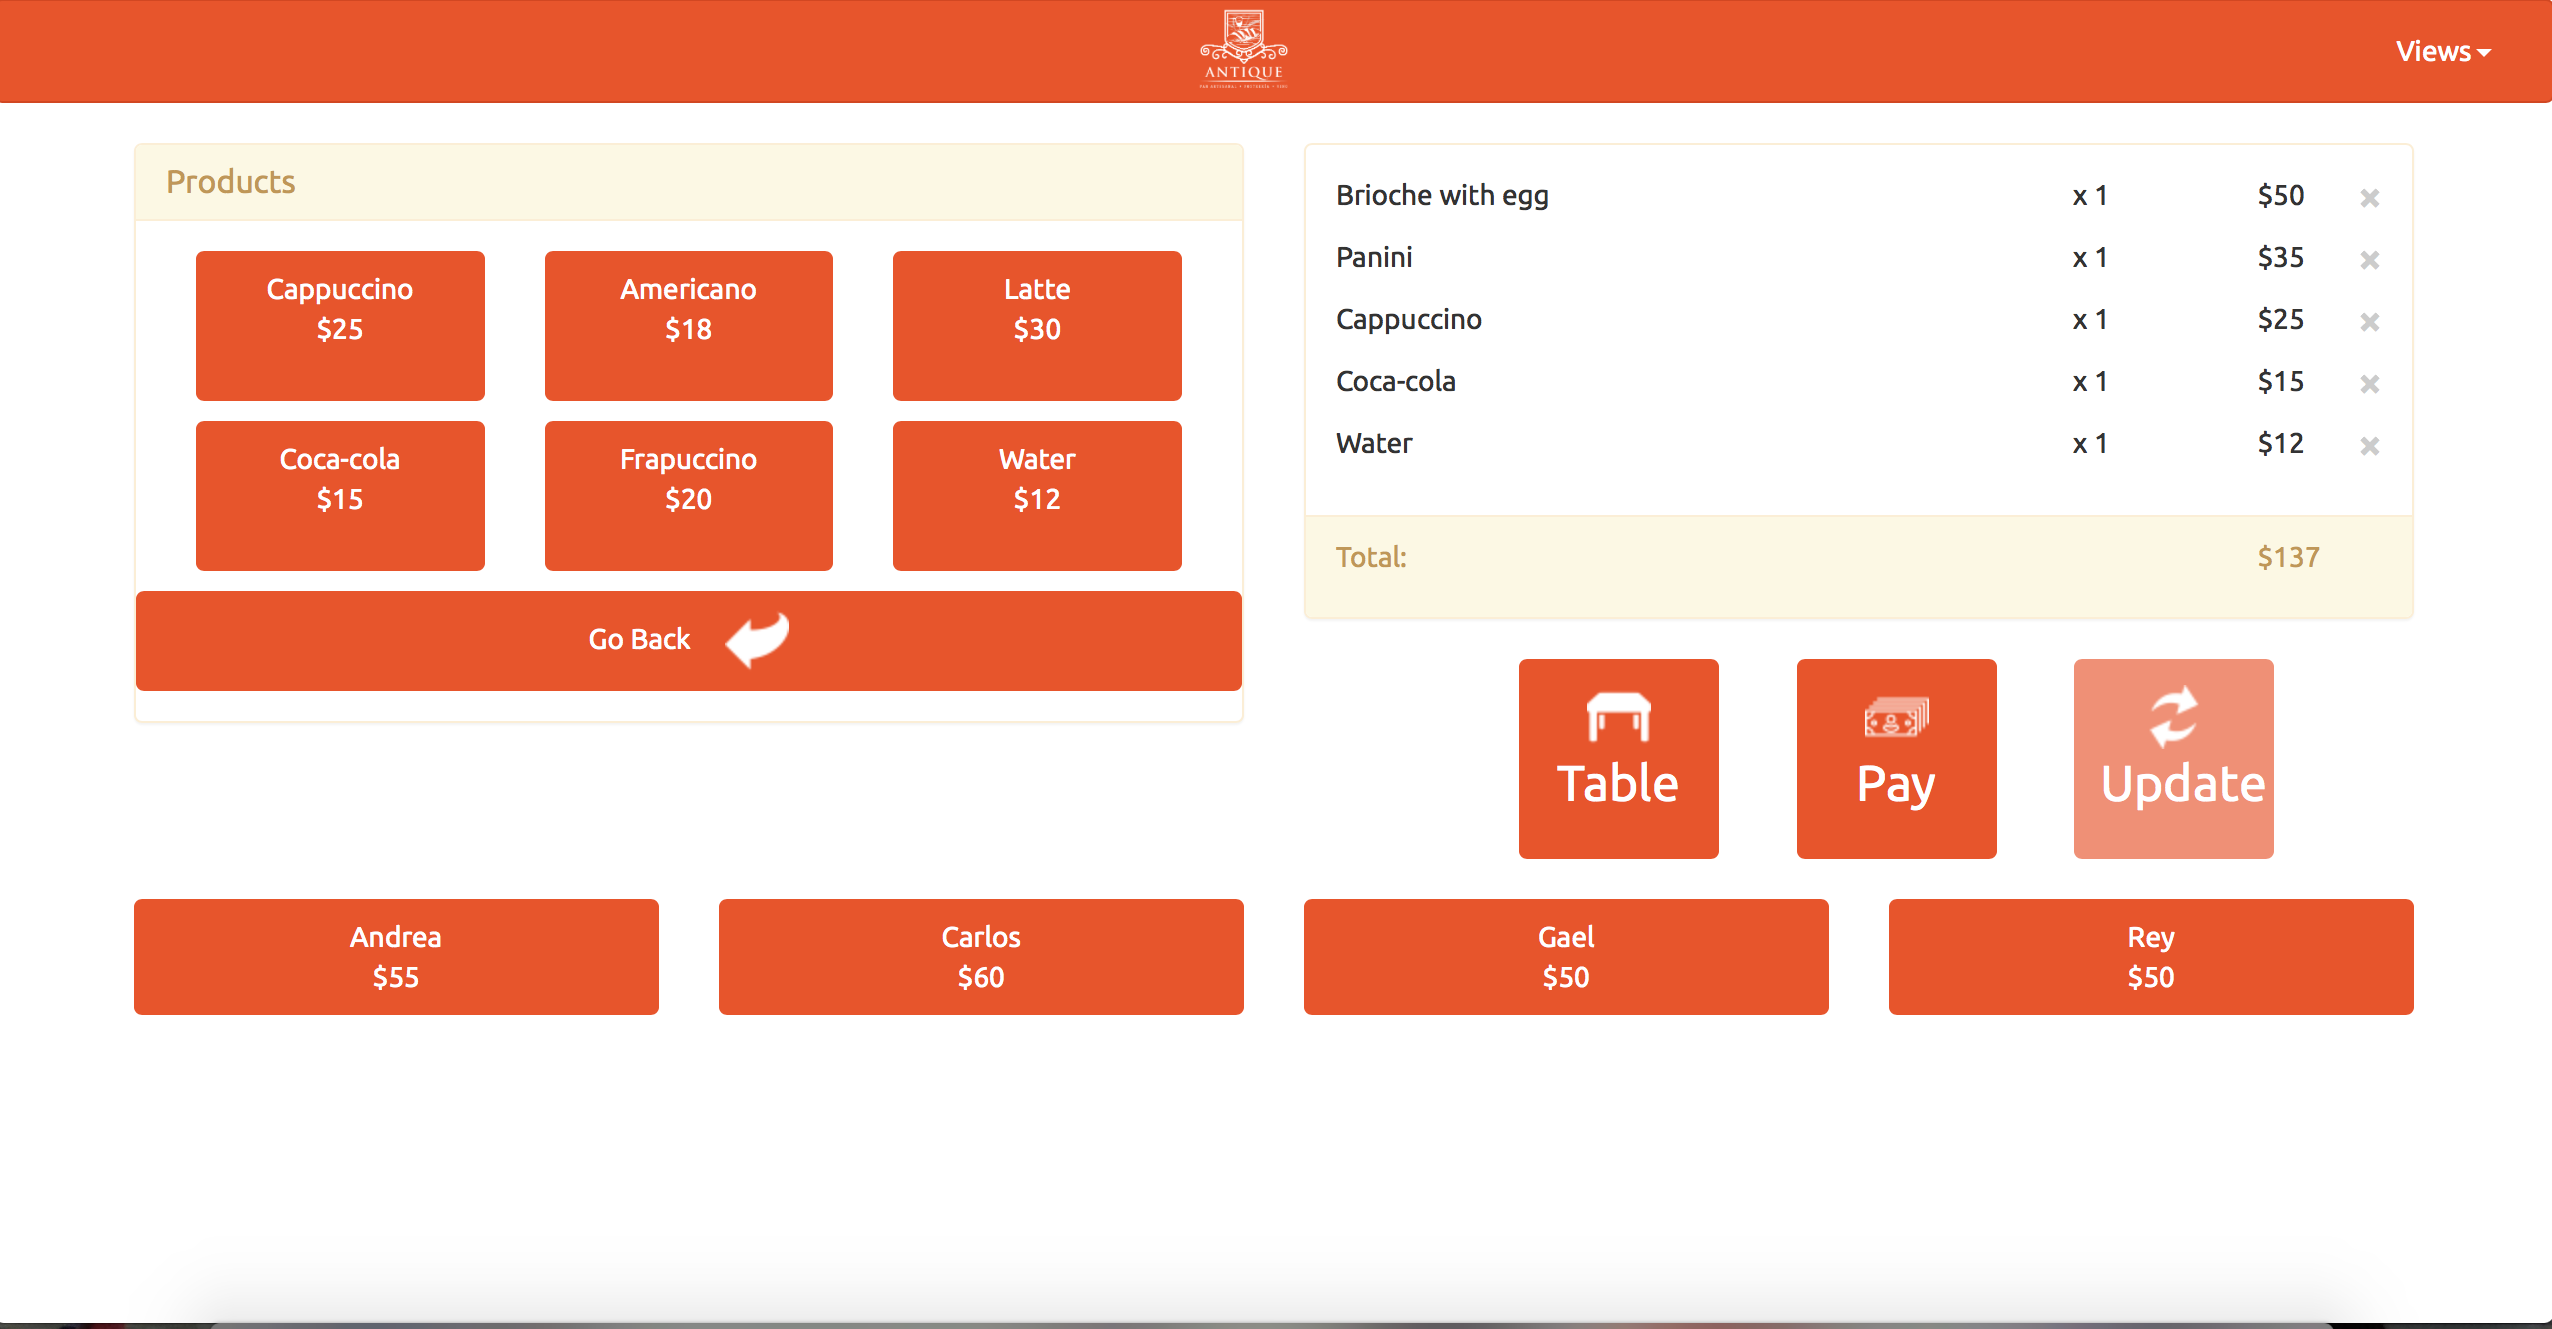 ANTIQUE
Views
Products
Cappuccino
$25
Americano
$18
Latte
$30
Coca-cola
$15
Frapuccino
$20
Water
$12
Go Back
Brioche with egg x 1 $50
Panini x 1 $35
Cappuccino x 1 $25
Coca-cola x 1 $15
Water x 1 $12
Total: $137
Table
Pay
Update
Andrea
$55
Carlos
$60
Gael
$50
Rey
$50